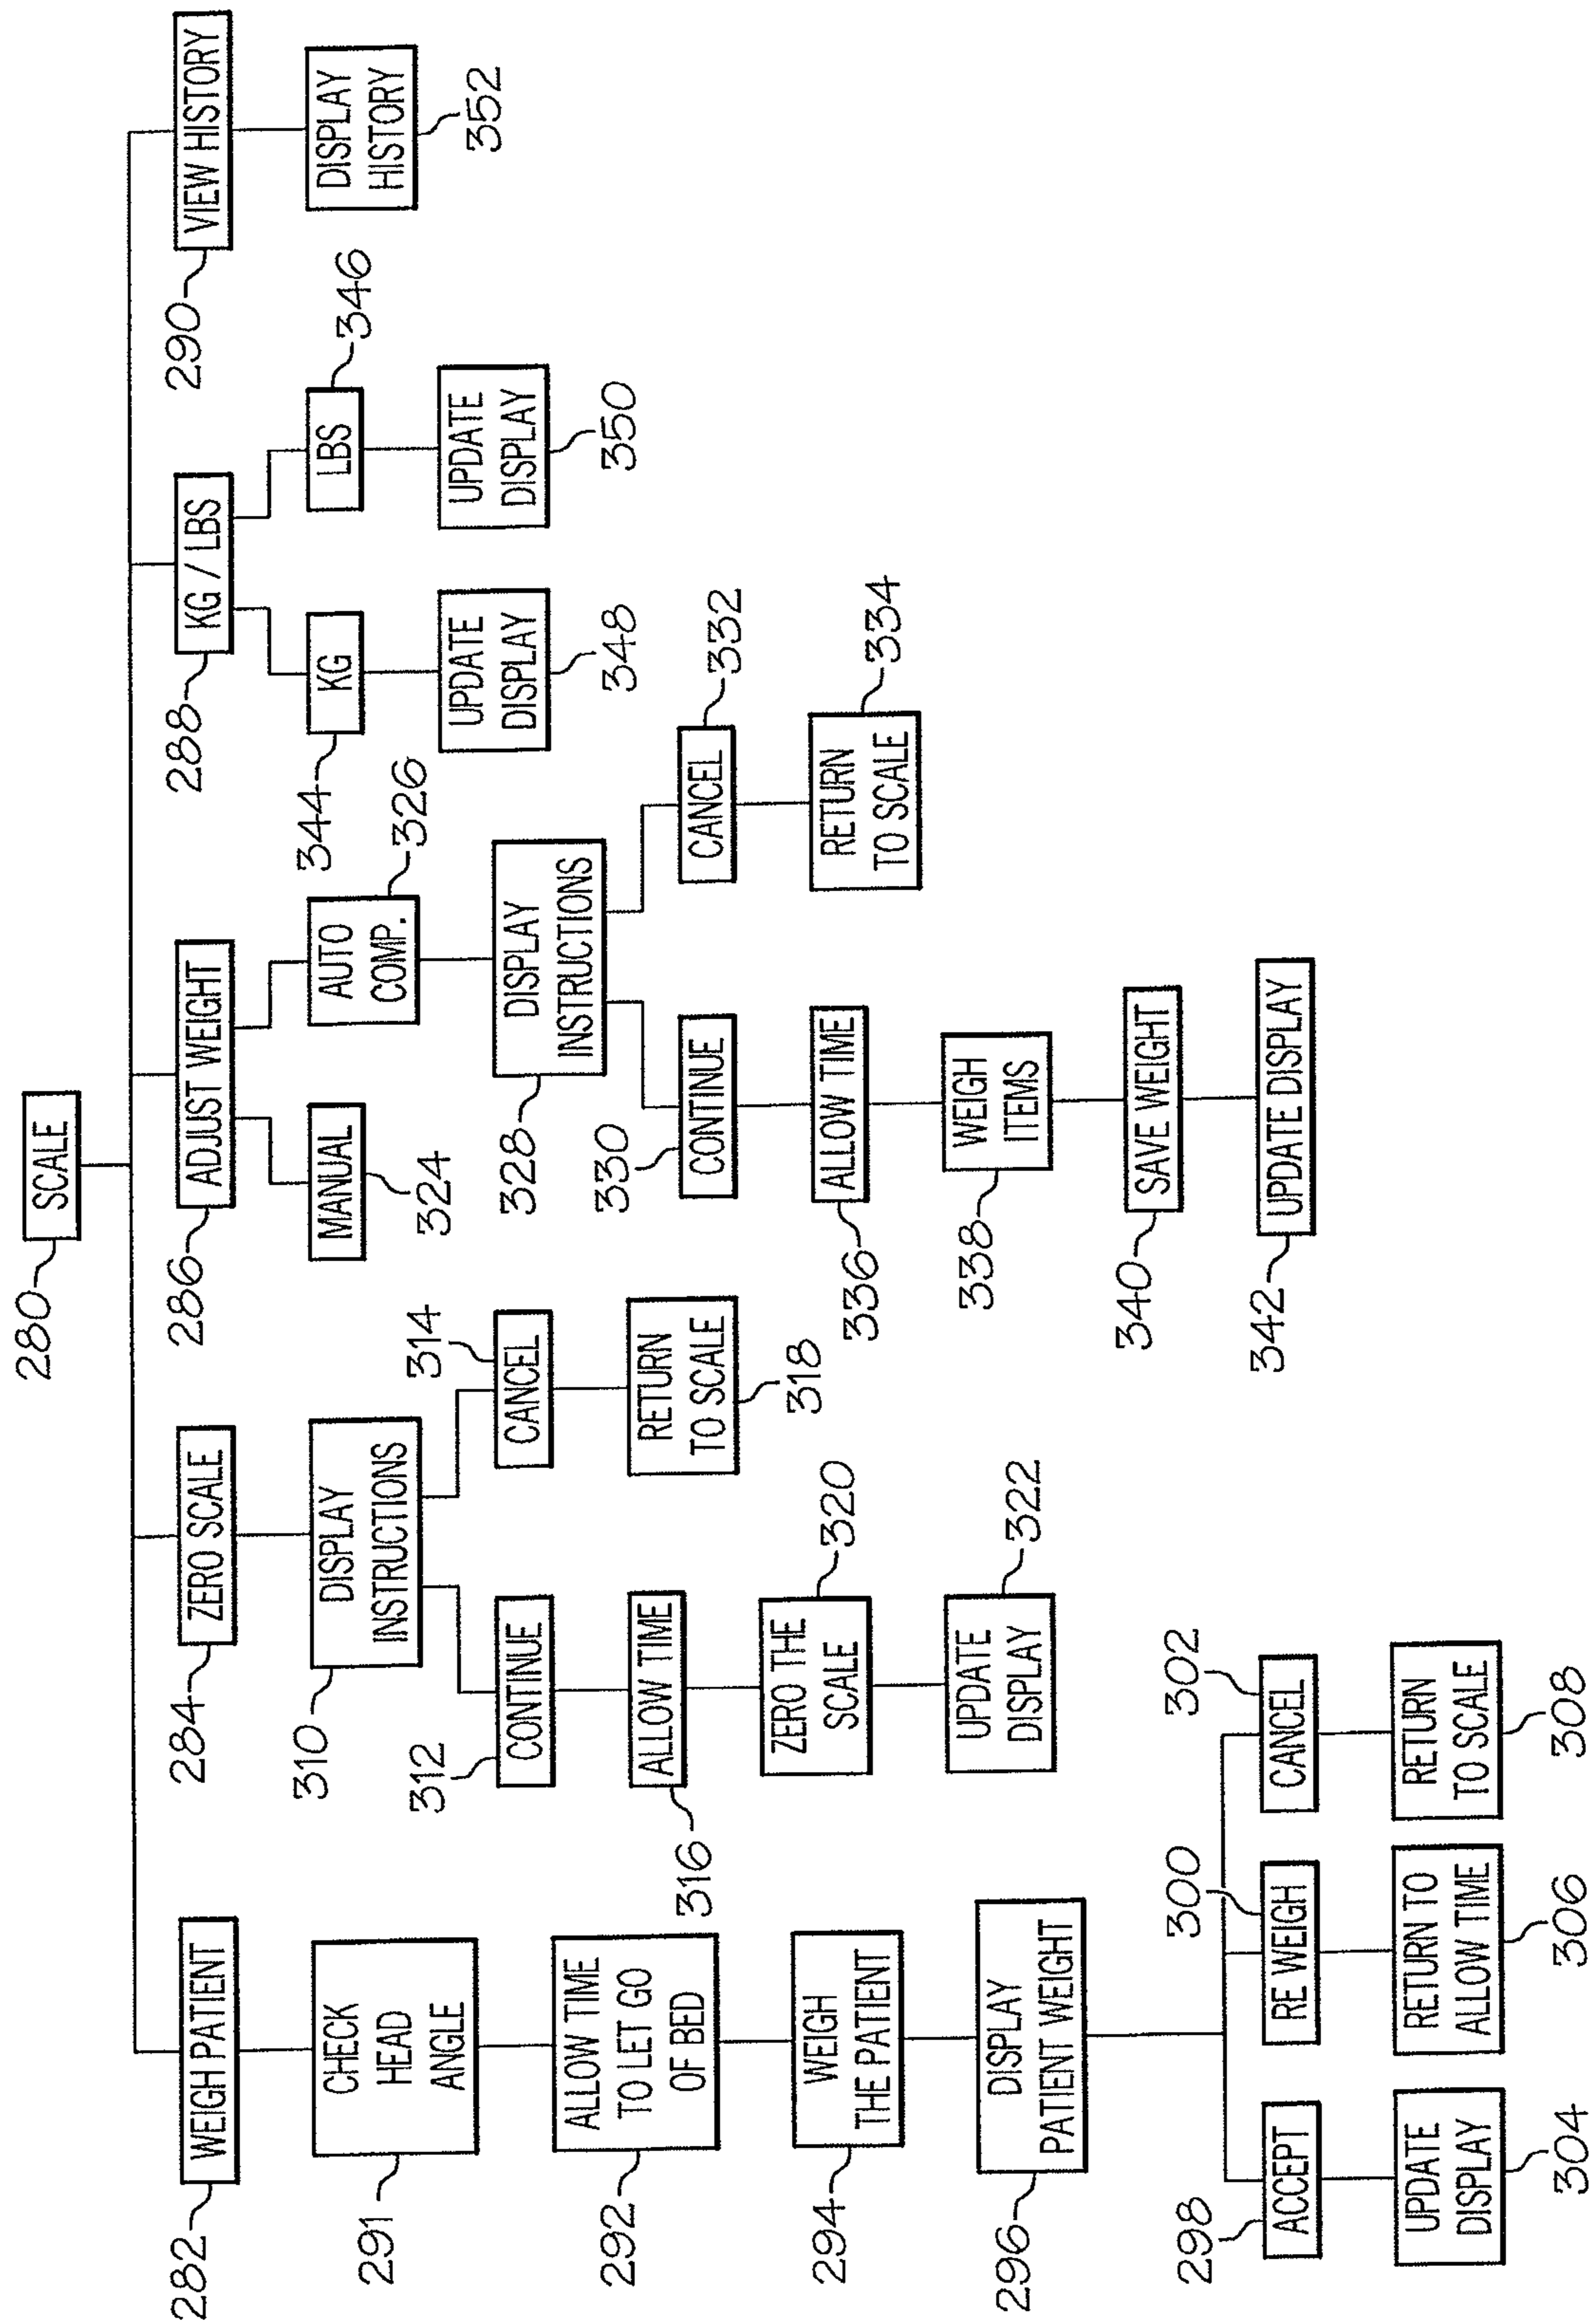 280
SCALE
282
WEIGH PATIENT
284
ZERO SCALE
286
ADJUST WEIGHT
288
KG / LBS
290
VIEW HISTORY
291
CHECK
HEAD
ANGLE
292
ALLOW TIME
TO LET GO
OF BED
294
WEIGH
THE PATIENT
296
DISPLAY
PATIENT WEIGHT
298
ACCEPT
300
RE WEIGH
302
CANCEL
UPDATE
DISPLAY
304
RETURN TO
ALLOW TIME
306
RETURN
TO SCALE
308
310
DISPLAY
INSTRUCTIONS
312
CONTINUE
314
CANCEL
316
ALLOW TIME
RETURN
TO SCALE
318
ZERO THE
SCALE
320
UPDATE
DISPLAY
322
MANUAL
324
AUTO
COMP.
326
328
DISPLAY
INSTRUCTIONS
330
CONTINUE
CANCEL
332
RETURN
TO SCALE
334
336
ALLOW TIME
338
WEIGH
ITEMS
340
SAVE WEIGHT
342
UPDATE DISPLAY
344
KG
LBS
346
UPDATE
DISPLAY
348
UPDATE
DISPLAY
350
DISPLAY
HISTORY
352